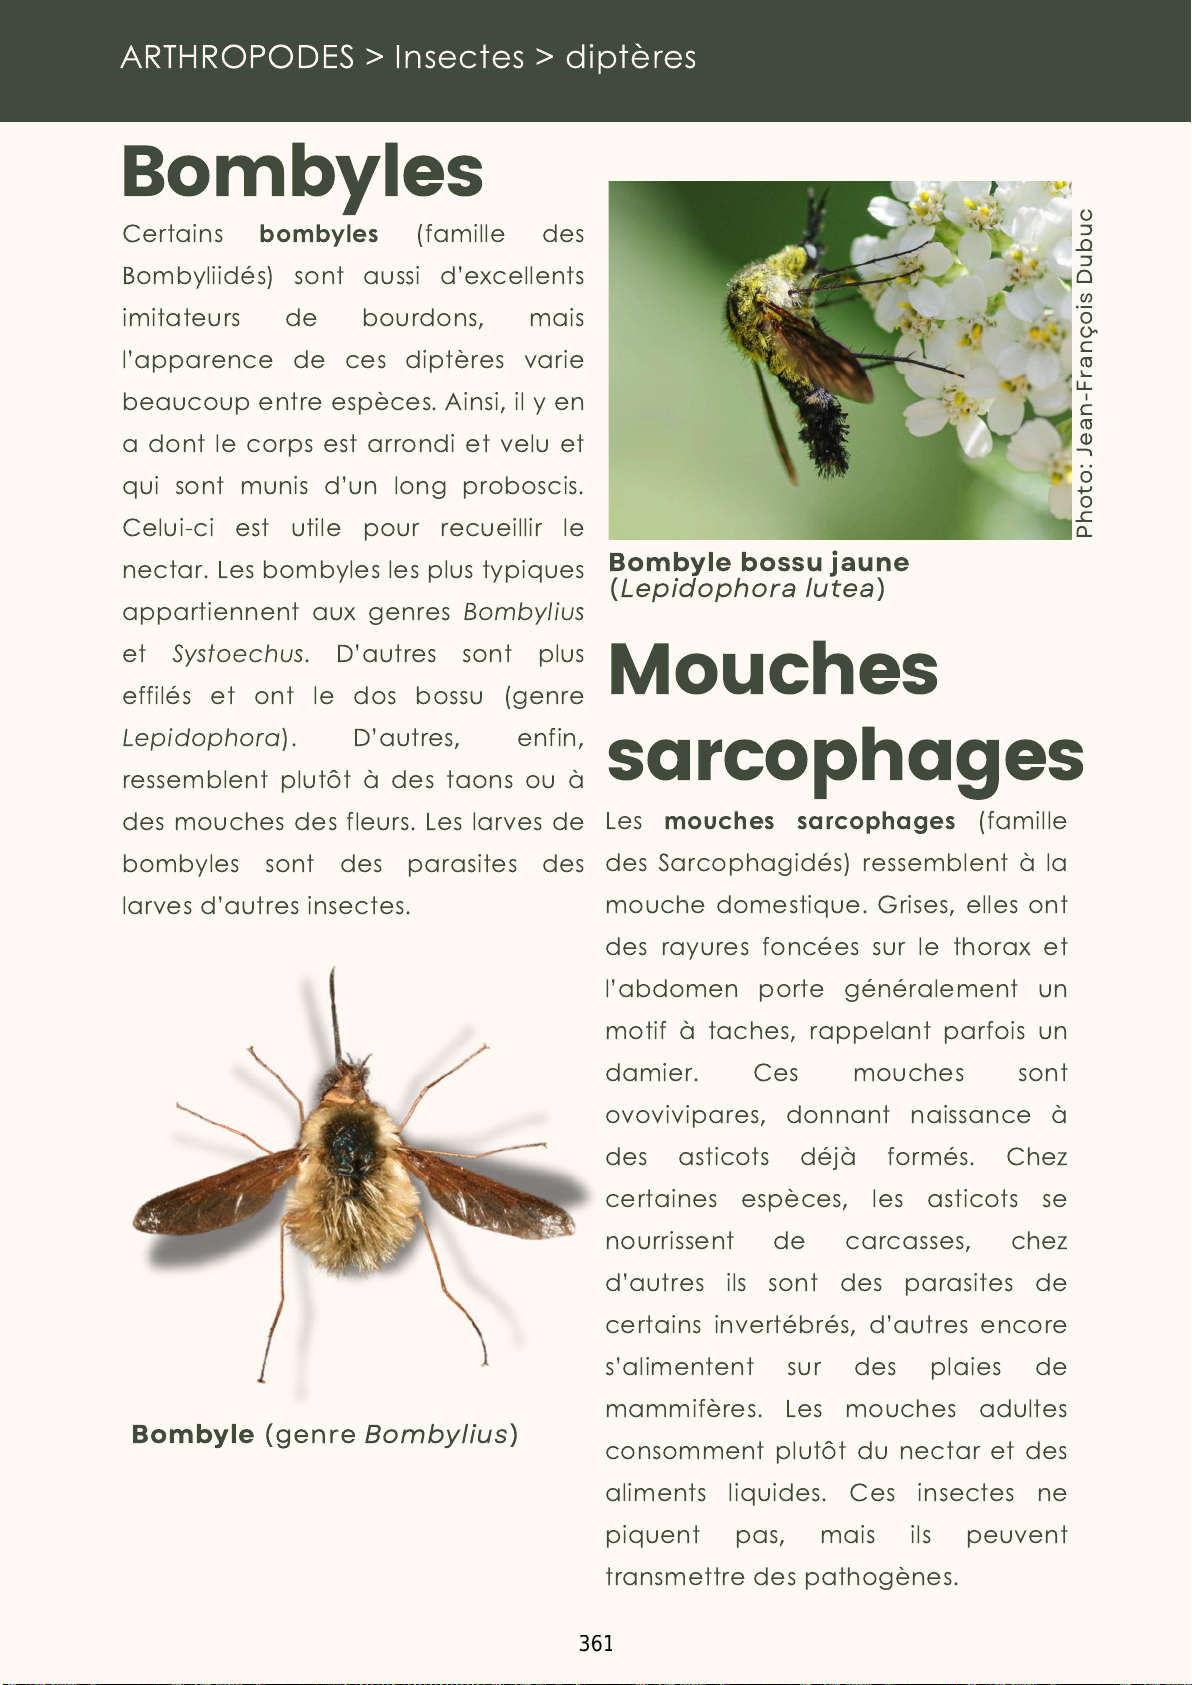 ARTHROPODES > Insectes > diptères
Bombyles
Certains bombyles (famille des
Bombyliidés) sont aussi d'excellents
imitateurs de bourdons, mais
l'apparence de ces diptères varie
beaucoup entre espèces. Ainsi, il y en
a dont le corps est arrondi et velu et
qui sont munis d'un long proboscis.
Celui-ci est utile pour recueillir le
nectar. Les bombyles les plus typiques
appartiennent aux genres Bombylius
et Systoechus. D'autres sont plus
effilés et ont le dos bossu (genre
Lepidophora). D'autres, enfin,
ressemblent plutôt à des taons ou à
des mouches des fleurs. Les larves de
bombyles sont des parasites des
larves d'autres insectes.
Bombyle (genre Bombylius)
Photo: Jean-François Dubuc
Bombyle bossu jaune
(Lepidophora lutea)
Mouches
sarcophages
Les mouches sarcophages (famille
des Sarcophagidés) ressemblent à la
mouche domestique. Grises, elles ont
des rayures foncées sur le thorax et
l'abdomen porte généralement un
motif à taches, rappelant parfois un
damier. Ces mouches sont
ovovivipares, donnant naissance à
des asticots déjà formés. Chez
certaines espèces, les asticots se
nourrissent de carcasses, chez
d'autres ils sont des parasites de
certains invertébrés, d'autres encore
s'alimentent sur des plaies de
mammifères. Les mouches adultes
consomment plutôt du nectar et des
aliments liquides. Ces insectes ne
piquent pas, mais ils peuvent
transmettre des pathogènes.
361